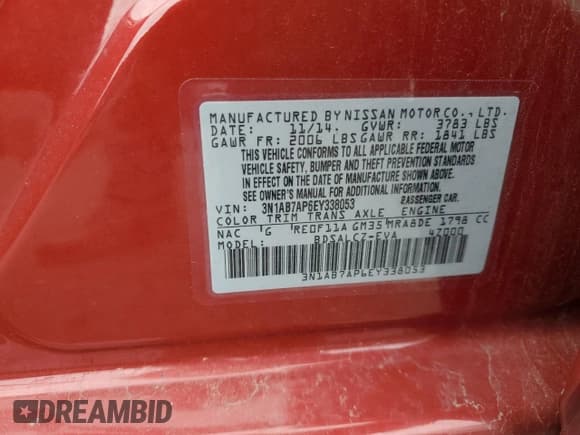 MANUFACTURED BY NISSAN MOTOR CO., LTD.
DATE: 11/14. GVWR: 3783 LBS
GAWR FR: 2006 LBS GAWR RR: 1841 LBS
THIS VEHICLE CONFORMS TO ALL APPLICABLE FEDERAL MOTOR
VEHICLE SAFETY, BUMPER AND THEFT PREVENTION STANDARDS
IN EFFECT ON THE DATE OF MANUFACTURE SHOWN ABOVE.
SEE OWNER'S MANUAL FOR ADDITIONAL INFORMATION.
VIN: 3N1AB7AP6EY338053 PASSENGER CAR.
COLOR TRIM TRANS AXLE ENGINE
NAC G RE0F11A GM35 MRA8DE 1798 CC
MODEL: BDSALCZ-EVA 4Z000
3N1AB7AP6EY338053
DREAMBID